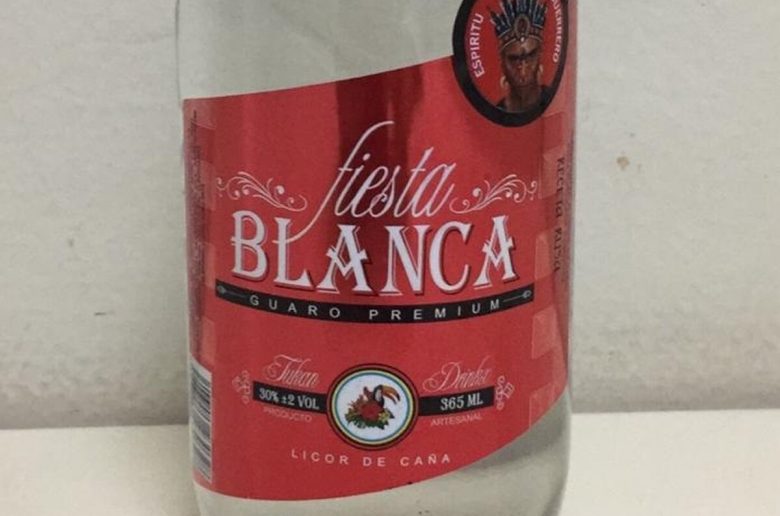 ESPIRITU GUERRERO
fiesta
BLANCA
GUARO PREMIUM
Tukan Drinks
30% ±2 VOL 365 ML
PRODUCTO ARTESANAL
LICOR DE CAÑA